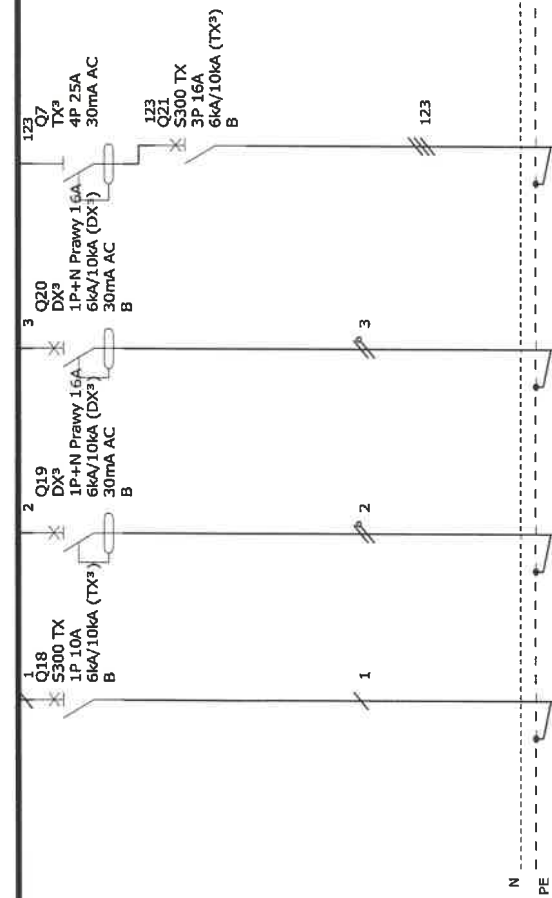 1
Q18
S300 TX
1P 10A
6kA/10kA (TX³)
B
2
Q19
DX³
1P+N Prawy 16A
6kA/10kA (DX³)
30mA AC
B
3
Q20
DX³
1P+N Prawy 16A
6kA/10kA (DX³)
30mA AC
B
123
Q7
TX³
4P 25A
30mA AC
123
Q21
S300 TX
3P 16A
6kA/10kA (TX³)
B
1
2
3
123
N
PE